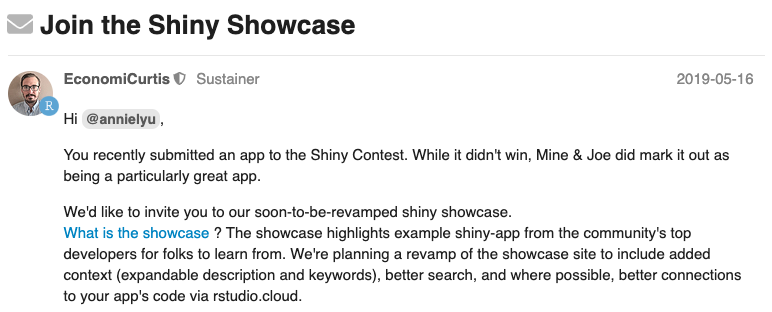 Join the Shiny Showcase
EconomiCurtis Sustainer 2019-05-16
R
Hi @annielyu,
You recently submitted an app to the Shiny Contest. While it didn't win, Mine & Joe did mark it out as
being a particularly great app.
We'd like to invite you to our soon-to-be-revamped shiny showcase.
What is the showcase ? The showcase highlights example shiny-app from the community's top
developers for folks to learn from. We're planning a revamp of the showcase site to include added
context (expandable description and keywords), better search, and where possible, better connections
to your app's code via rstudio.cloud.